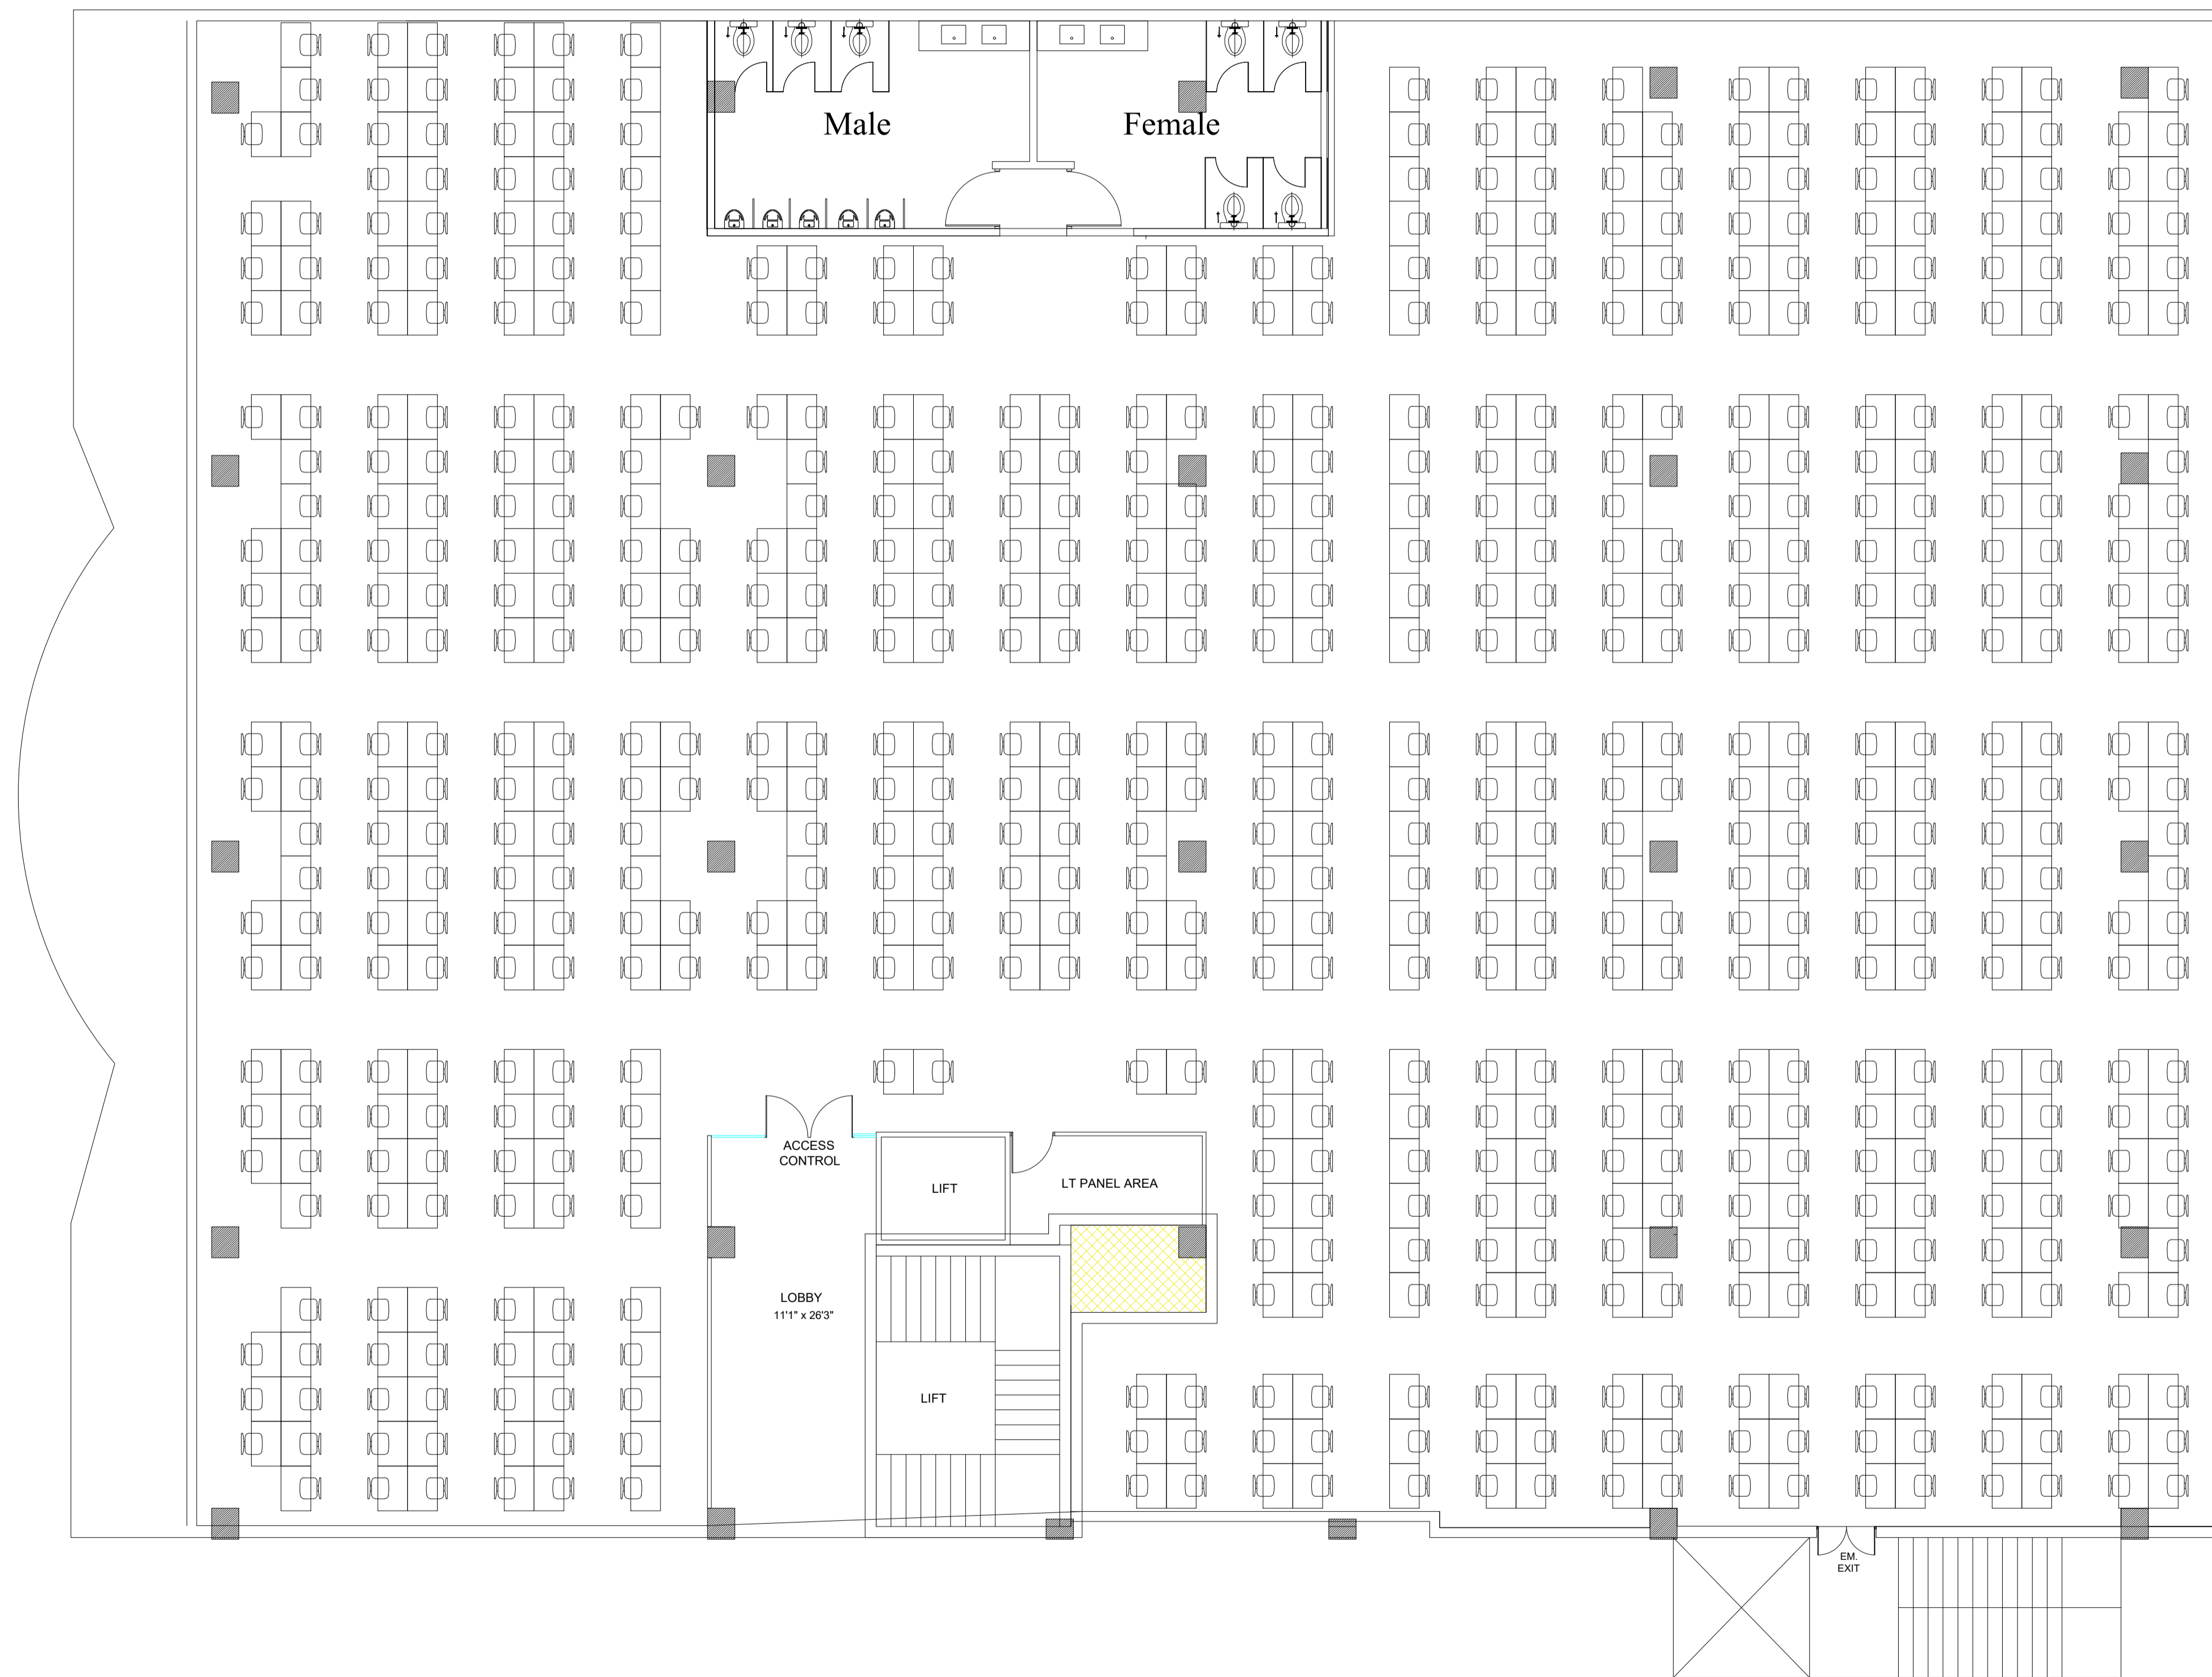 Male
Female
ACCESS
CONTROL
LIFT
LT PANEL AREA
LOBBY
11'1" x 26'3"
LIFT
EM.
EXIT